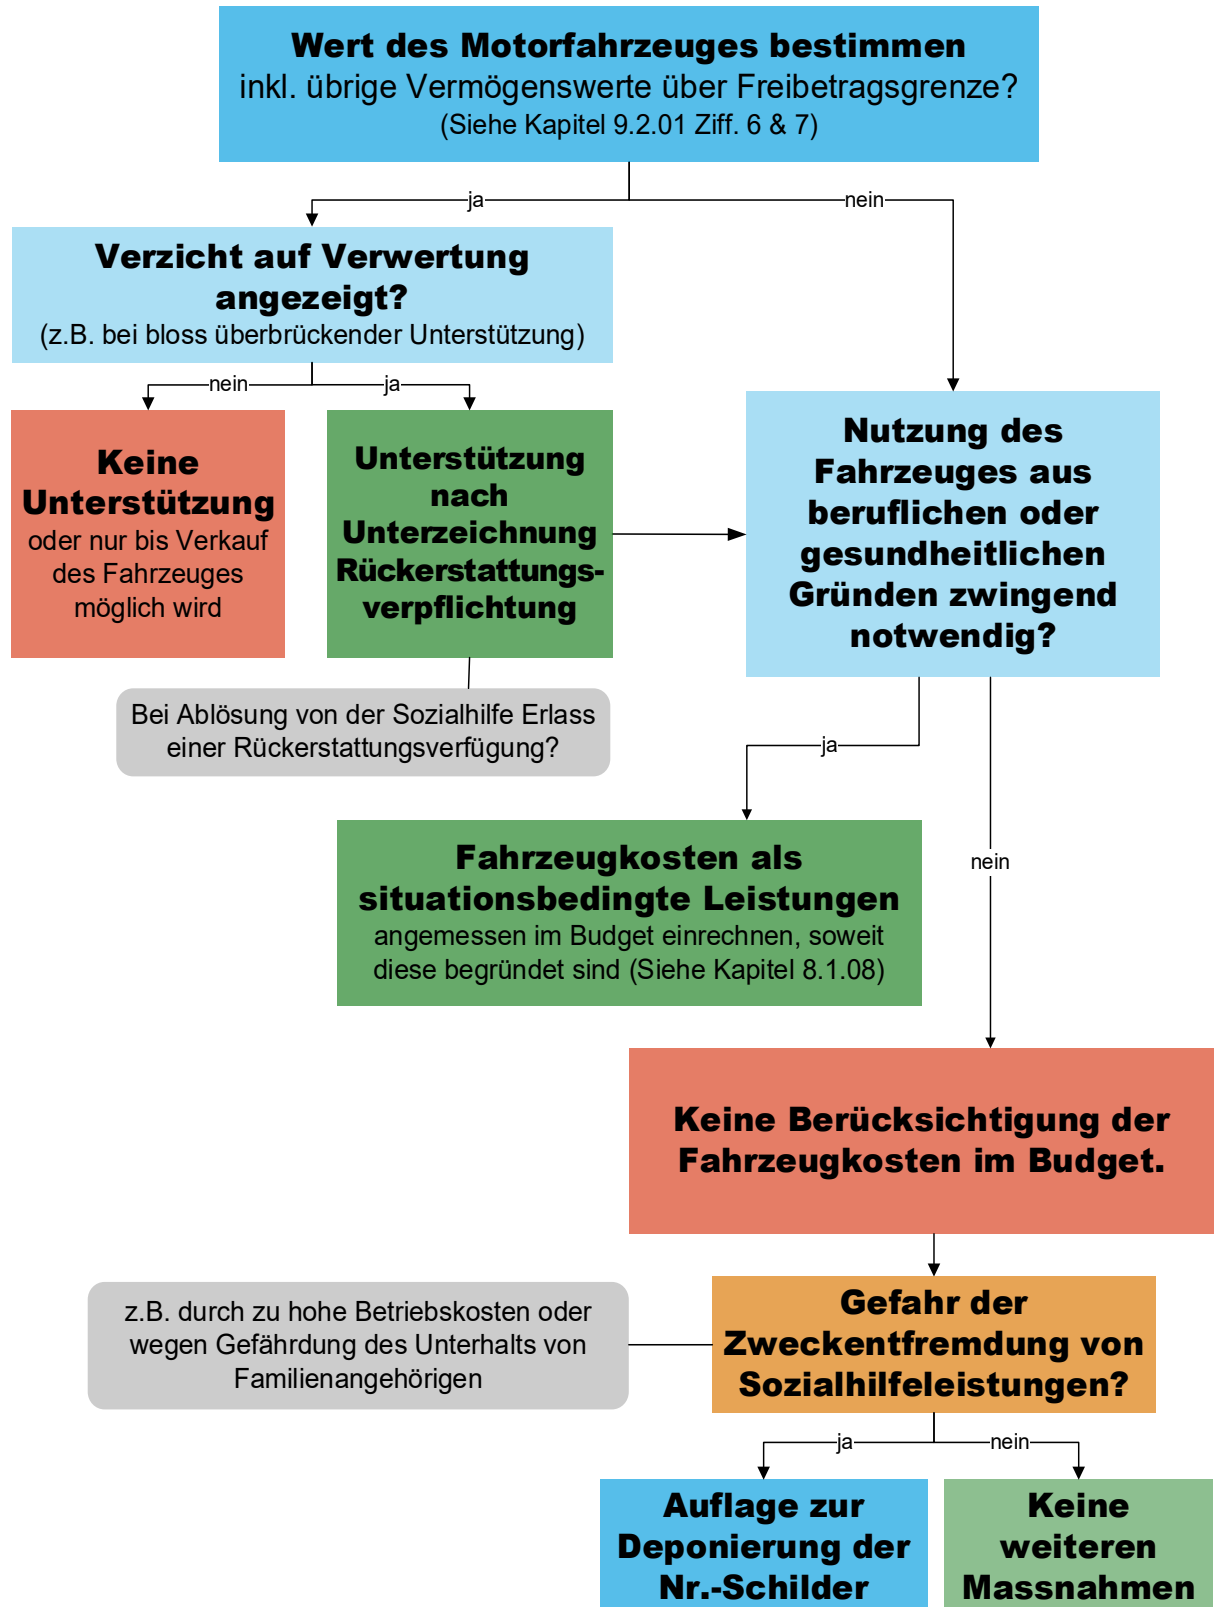 Wert des Motorfahrzeuges bestimmen
inkl. übrige Vermögenswerte über Freibetragsgrenze?
(Siehe Kapitel 9.2.01 Ziff. 6 & 7)
ja
nein
Verzicht auf Verwertung
angezeigt?
(z.B. bei bloss überbrückender Unterstützung)
nein
ja
Keine
Unterstützung
oder nur bis Verkauf
des Fahrzeuges
möglich wird
Unterstützung
nach
Unterzeichnung
Rückerstattungs-
verpflichtung
Nutzung des
Fahrzeuges aus
beruflichen oder
gesundheitlichen
Gründen zwingend
notwendig?
Bei Ablösung von der Sozialhilfe Erlass
einer Rückerstattungsverfügung?
ja
nein
Fahrzeugkosten als
situationsbedingte Leistungen
angemessen im Budget einrechnen, soweit
diese begründet sind (Siehe Kapitel 8.1.08)
Keine Berücksichtigung der
Fahrzeugkosten im Budget.
z.B. durch zu hohe Betriebskosten oder
wegen Gefährdung des Unterhalts von
Familienangehörigen
Gefahr der
Zweckentfremdung von
Sozialhilfeleistungen?
ja
nein
Auflage zur
Deponierung der
Nr.-Schilder
Keine
weiteren
Massnahmen